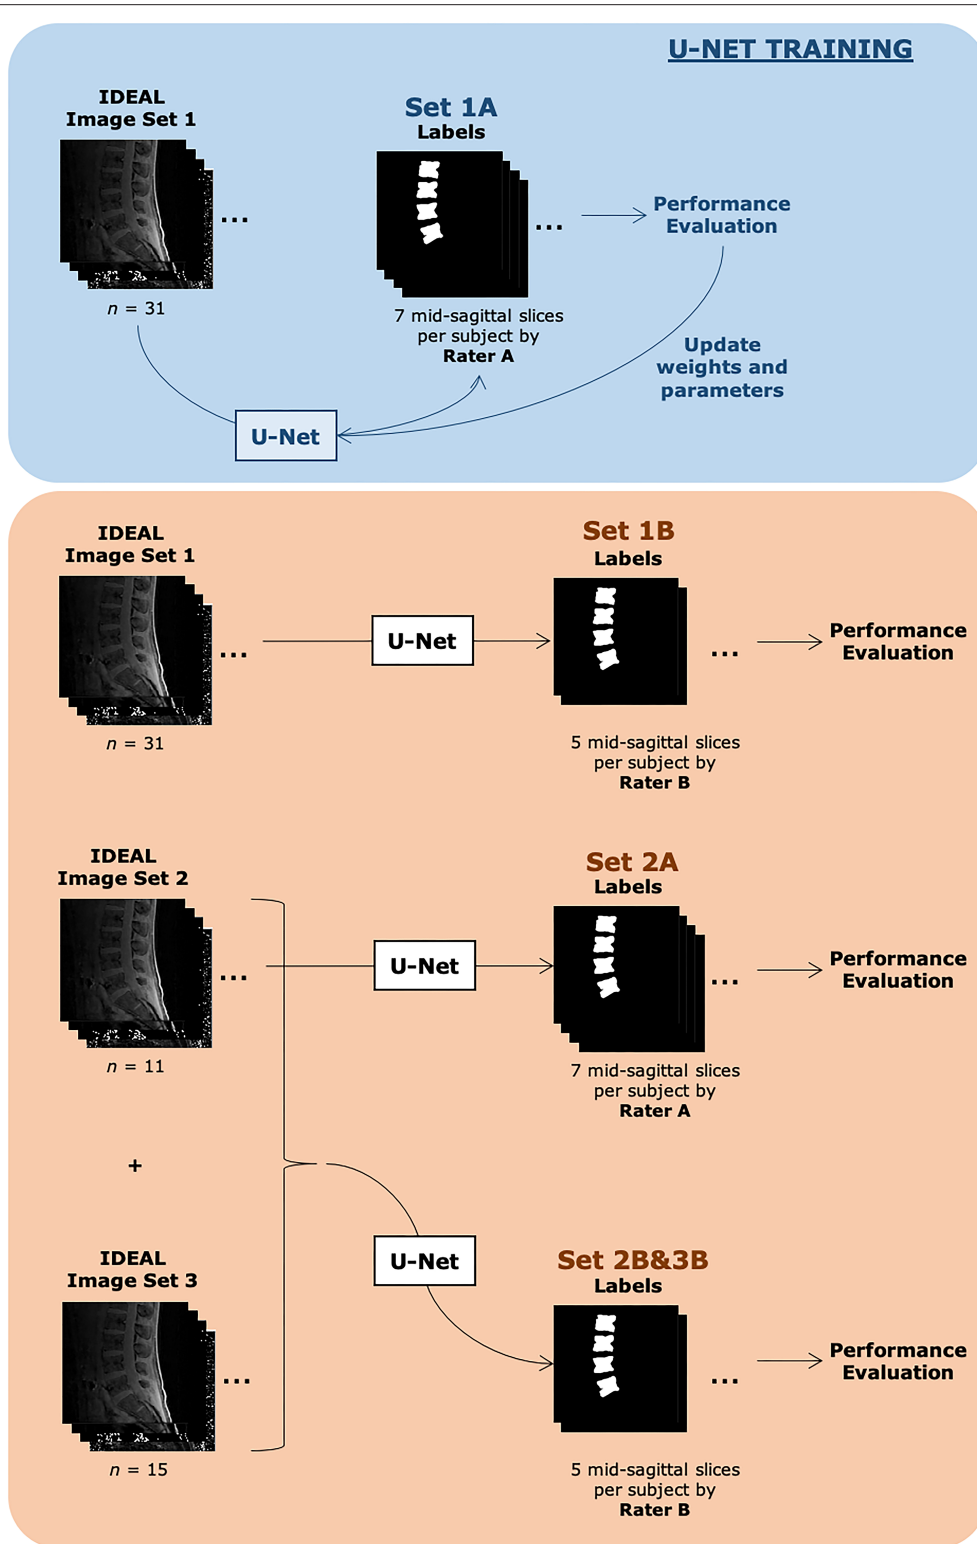 U-NET TRAINING
IDEAL
Image Set 1
...
n = 31
Set 1A
Labels
...
7 mid-sagittal slices
per subject by
Rater A
Performance
Evaluation
Update
weights and
parameters
U-Net
IDEAL
Image Set 1
...
n = 31
U-Net
Set 1B
Labels
...
5 mid-sagittal slices
per subject by
Rater B
Performance
Evaluation
IDEAL
Image Set 2
...
n = 11
U-Net
Set 2A
Labels
...
7 mid-sagittal slices
per subject by
Rater A
Performance
Evaluation
+
IDEAL
Image Set 3
...
n = 15
U-Net
Set 2B&3B
Labels
...
5 mid-sagittal slices
per subject by
Rater B
Performance
Evaluation